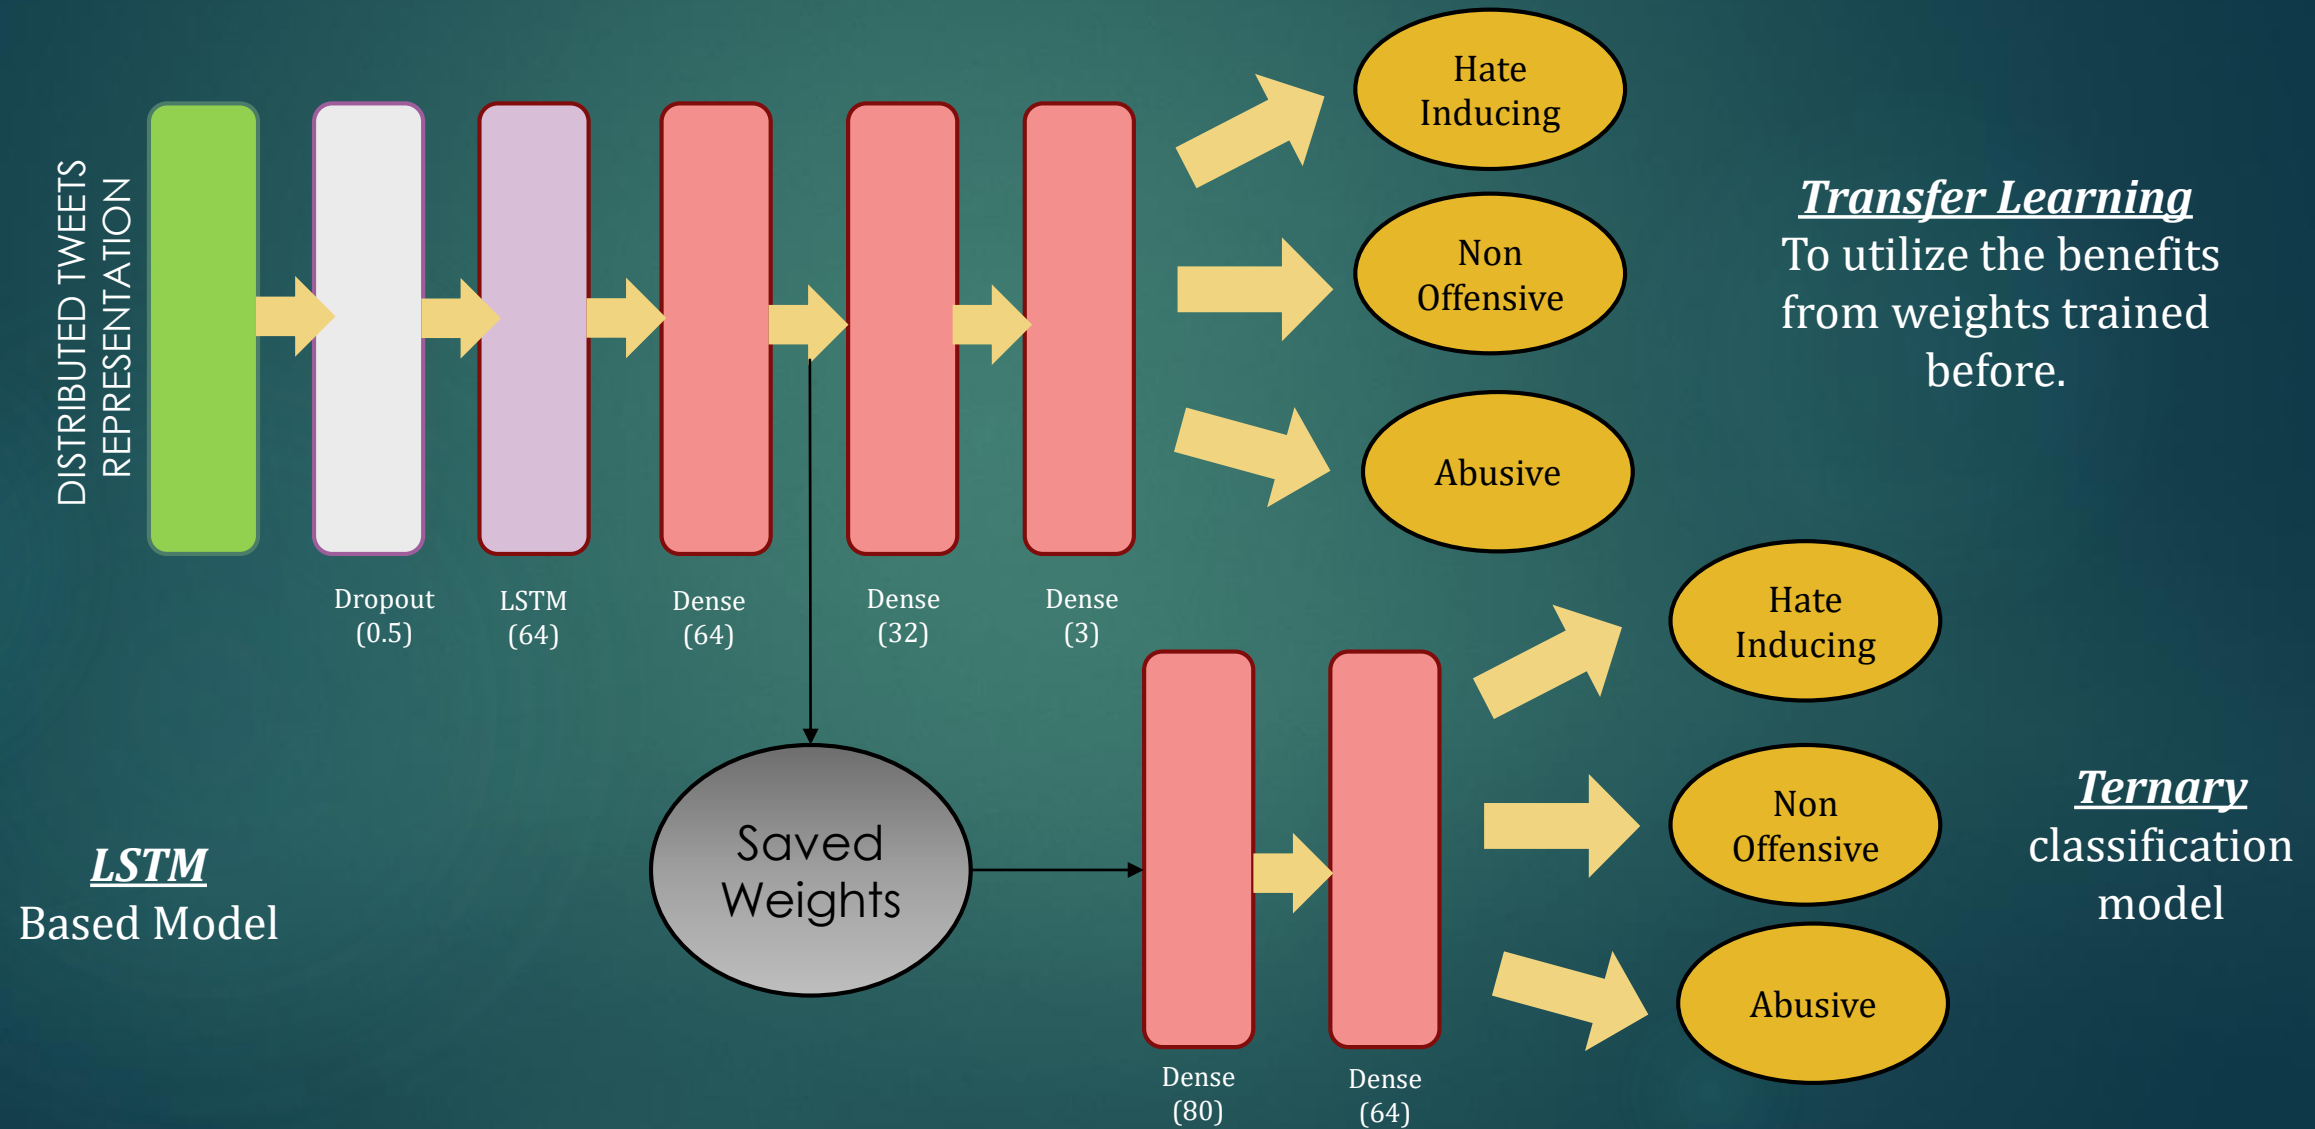 DISTRIBUTED TWEETS
REPRESENTATION
Dropout
(0.5)
LSTM
(64)
Dense
(64)
Dense
(32)
Dense
(3)
Hate
Inducing
Non
Offensive
Abusive
Transfer Learning
To utilize the benefits
from weights trained
before.
LSTM
Based Model
Saved
Weights
Dense
(80)
Dense
(64)
Hate
Inducing
Non
Offensive
Abusive
Ternary
classification
model